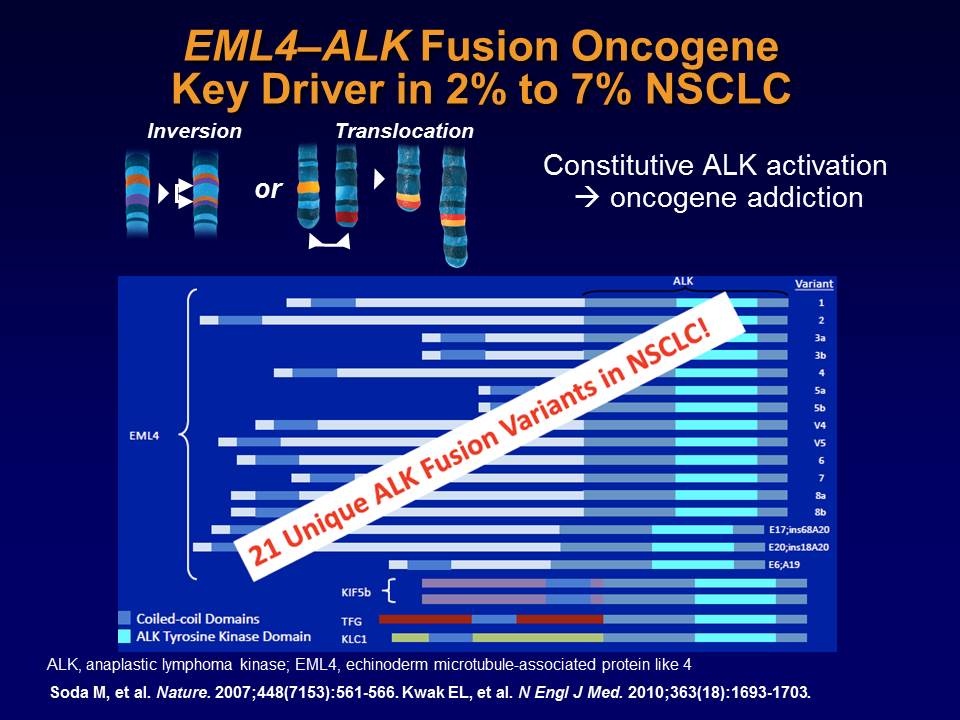 EML4–ALK Fusion Oncogene
Key Driver in 2% to 7% NSCLC
Inversion
Translocation
or
Constitutive ALK activation
→ oncogene addiction
ALK
Variant
1
2
3a
3b
4
5a
5b
V4
V5
6
7
8a
8b
E17;ins68A20
E20;ins18A20
E6;A19
EML4
21 Unique ALK Fusion Variants in NSCLC!
KIF5b
TFG
KLC1
Coiled-coil Domains
ALK Tyrosine Kinase Domain
ALK, anaplastic lymphoma kinase; EML4, echinoderm microtubule-associated protein like 4
Soda M, et al. Nature. 2007;448(7153):561-566. Kwak EL, et al. N Engl J Med. 2010;363(18):1693-1703.